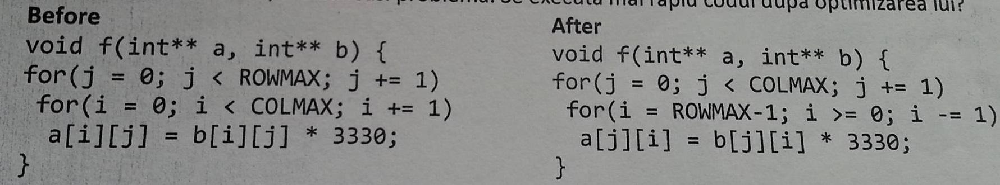 se execută mai rapid codul după optimizarea lui?
Before
void f(int** a, int** b) {
for(j = 0; j < ROWMAX; j += 1)
for(i = 0; i < COLMAX; i += 1)
a[i][j] = b[i][j] * 3330;
}
After
void f(int** a, int** b) {
for(j = 0; j < COLMAX; j += 1)
for(i = ROWMAX-1; i >= 0; i -= 1)
a[j][i] = b[j][i] * 3330;
}